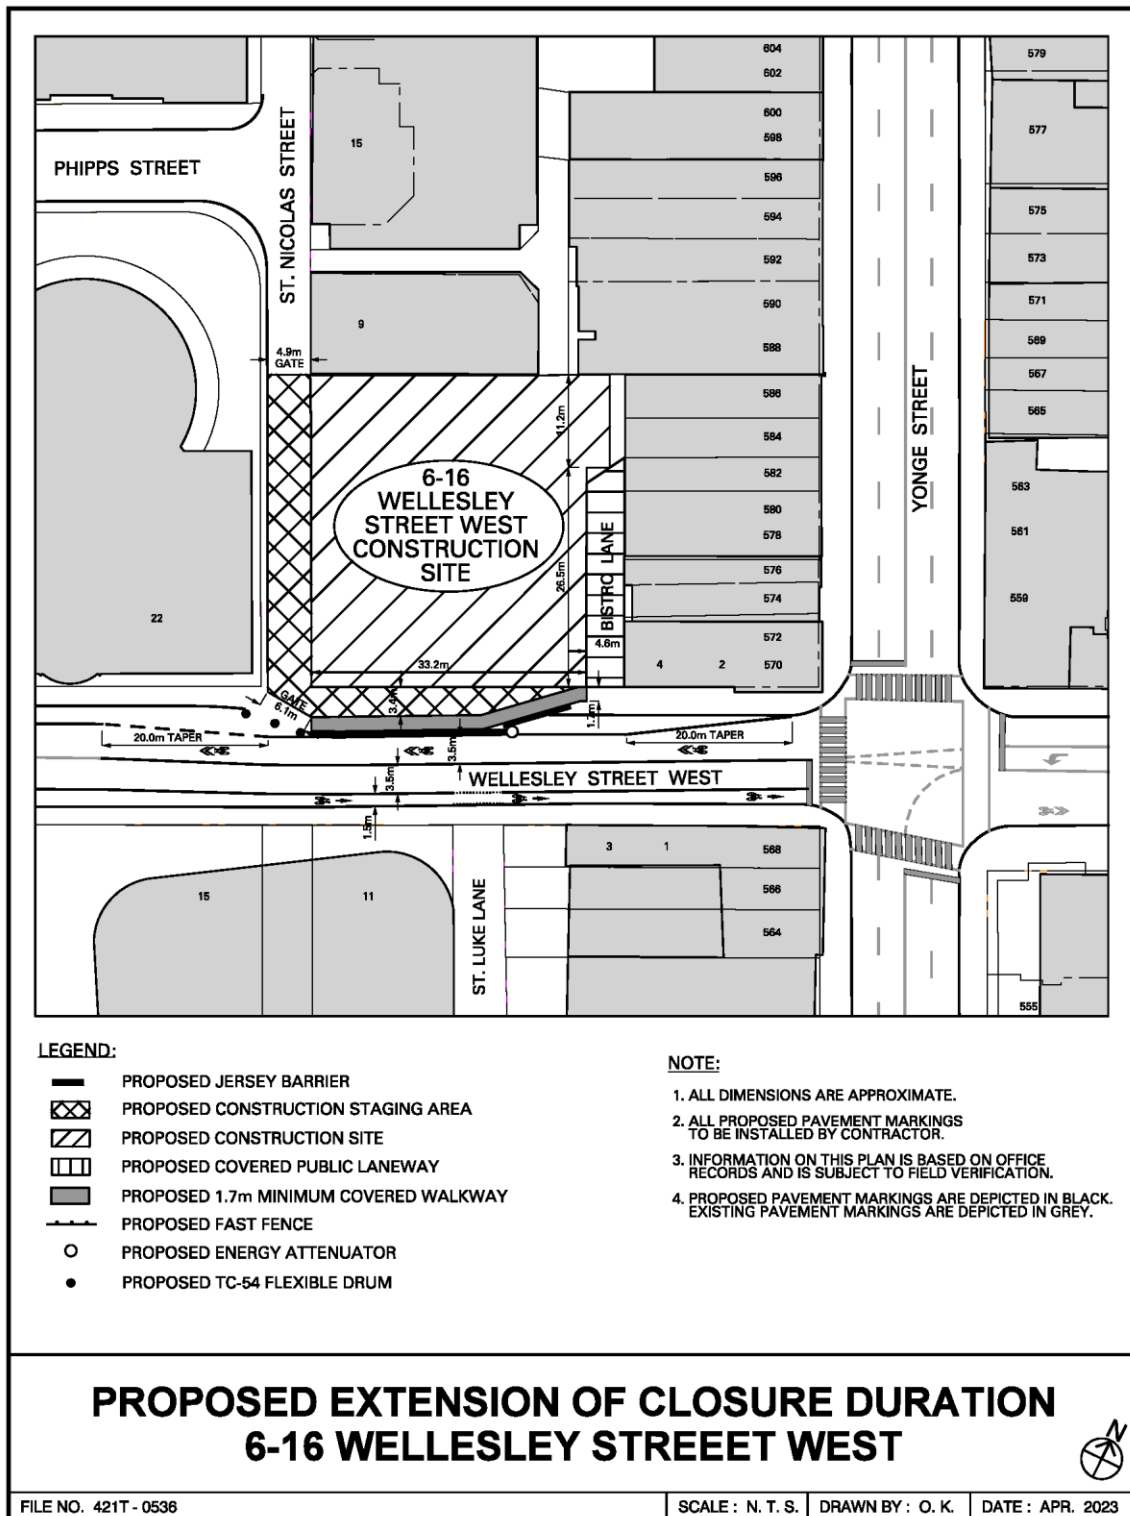 604
602
600
598
596
594
592
590
588
586
584
582
580
578
576
574
572
570
4 2
579
577
575
573
571
569
567
565
563
561
559
555
15
9
22
PHIPPS STREET
ST. NICOLAS STREET
YONGE STREET
4.9m
GATE
11.2m
26.5m
6-16
WELLESLEY
STREET WEST
CONSTRUCTION
SITE
BISTRO LANE
4.6m
33.2m
3.4m
GATE
6.1m
1.7m
20.0m TAPER
20.0m TAPER
3.5m
3.5m
1.5m
WELLESLEY STREET WEST
15
11
ST. LUKE LANE
3 1
568
566
564
LEGEND:
PROPOSED JERSEY BARRIER
PROPOSED CONSTRUCTION STAGING AREA
PROPOSED CONSTRUCTION SITE
PROPOSED COVERED PUBLIC LANEWAY
PROPOSED 1.7m MINIMUM COVERED WALKWAY
PROPOSED FAST FENCE
PROPOSED ENERGY ATTENUATOR
PROPOSED TC-54 FLEXIBLE DRUM
NOTE:
1. ALL DIMENSIONS ARE APPROXIMATE.
2. ALL PROPOSED PAVEMENT MARKINGS
TO BE INSTALLED BY CONTRACTOR.
3. INFORMATION ON THIS PLAN IS BASED ON OFFICE
RECORDS AND IS SUBJECT TO FIELD VERIFICATION.
4. PROPOSED PAVEMENT MARKINGS ARE DEPICTED IN BLACK.
EXISTING PAVEMENT MARKINGS ARE DEPICTED IN GREY.
PROPOSED EXTENSION OF CLOSURE DURATION
6-16 WELLESLEY STREEET WEST
N
FILE NO. 421T - 0536
SCALE : N. T. S.
DRAWN BY : O. K.
DATE : APR. 2023